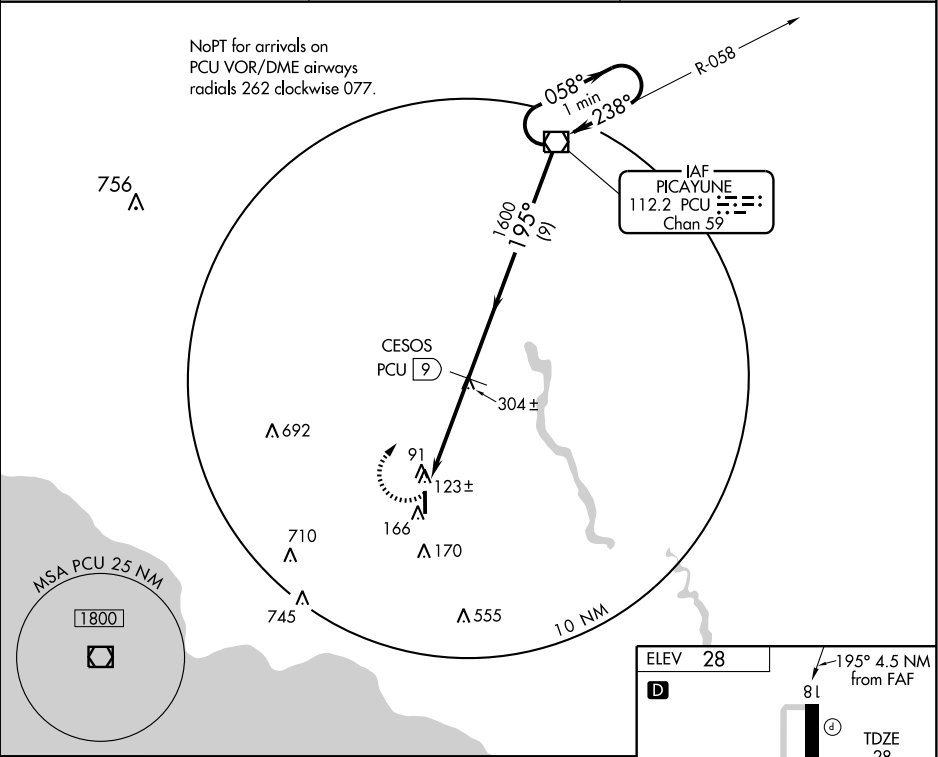 NoPT for arrivals on
PCU VOR/DME airways
radials 262 clockwise 077.
R-058
058°
1 min
238°
IAF
PICAYUNE
112.2 PCU
Chan 59
756
1600
195°
(9)
CESOS
PCU 9
304±
692
91
123±
166
170
710
745
555
10 NM
MSA PCU 25 NM
1800
ELEV 28
D
195° 4.5 NM
from FAF
18
P
TDZE
28